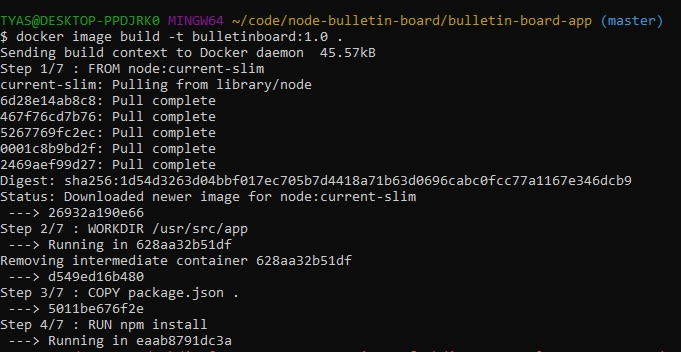 TYAS@DESKTOP-PPDJRK0 MINGW64 ~/code/node-bulletin-board/bulletin-board-app (master)
$ docker image build -t bulletinboard:1.0 .
Sending build context to Docker daemon  45.57kB
Step 1/7 : FROM node:current-slim
current-slim: Pulling from library/node
6d28e14ab8c8: Pull complete
467f76cd7b76: Pull complete
5267769fc2ec: Pull complete
0001c8b9bd2f: Pull complete
2469aef99d27: Pull complete
Digest: sha256:1d54d3263d04bbf017ec705b7d4418a71b63d0696cabc0fcc77a1167e346dcb9
Status: Downloaded newer image for node:current-slim
 ---> 26932a190e66
Step 2/7 : WORKDIR /usr/src/app
 ---> Running in 628aa32b51df
Removing intermediate container 628aa32b51df
 ---> d549ed16b480
Step 3/7 : COPY package.json .
 ---> 5011be676f2e
Step 4/7 : RUN npm install
 ---> Running in eaab8791dc3a